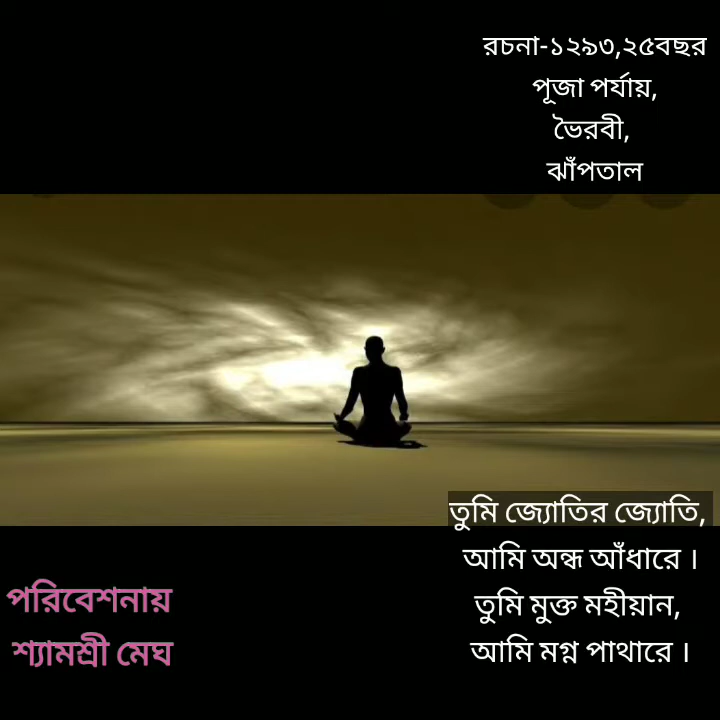 রচনা-১২৯৩,২৫বছর
পূজা পর্যায়,
ভৈরবী,
ঝাঁপতাল
তুমি জ্যোতির জ্যোতি,
আমি অন্ধ আঁধারে ।
তুমি মুক্ত মহীয়ান,
আমি মগ্ন পাথারে ।
পরিবেশনায়
শ্যামশ্রী মেঘ